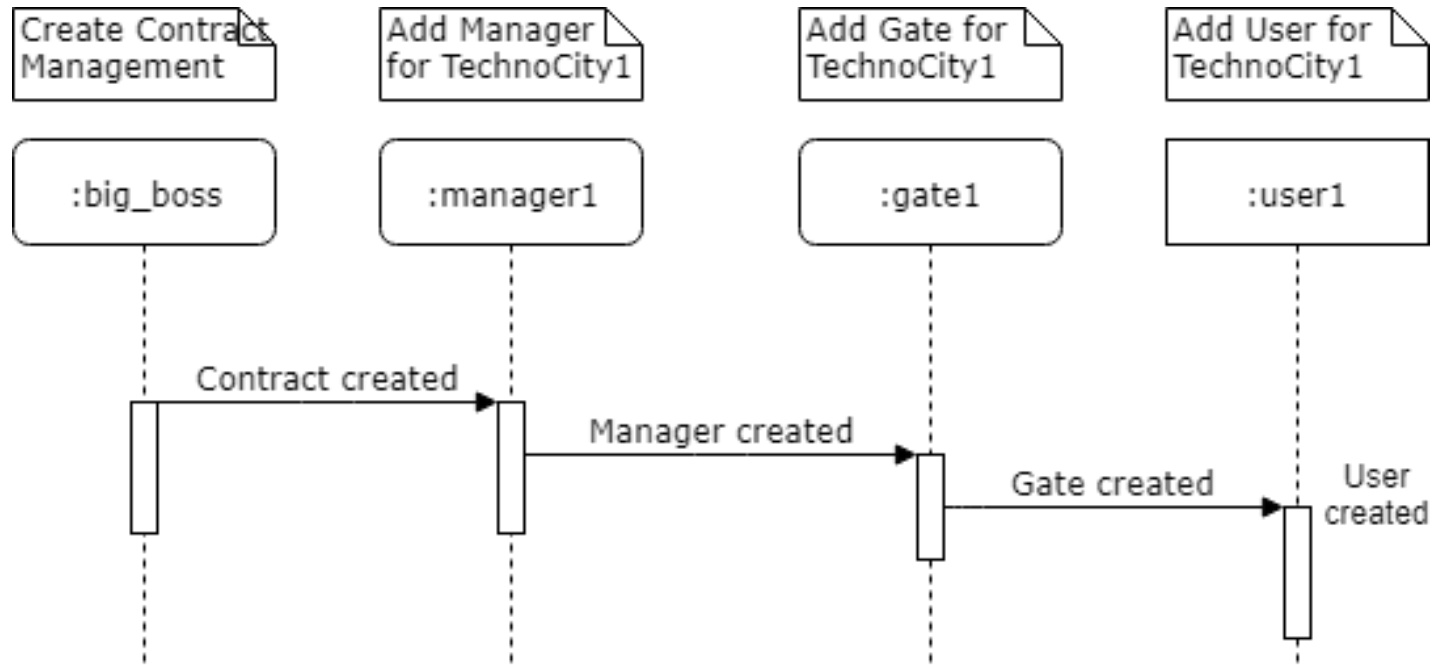 Create Contract
Management
Add Manager
for TechnoCity1
Add Gate for
TechnoCity1
Add User for
TechnoCity1
:big_boss
:manager1
:gate1
:user1
Contract created
Manager created
Gate created
User
created